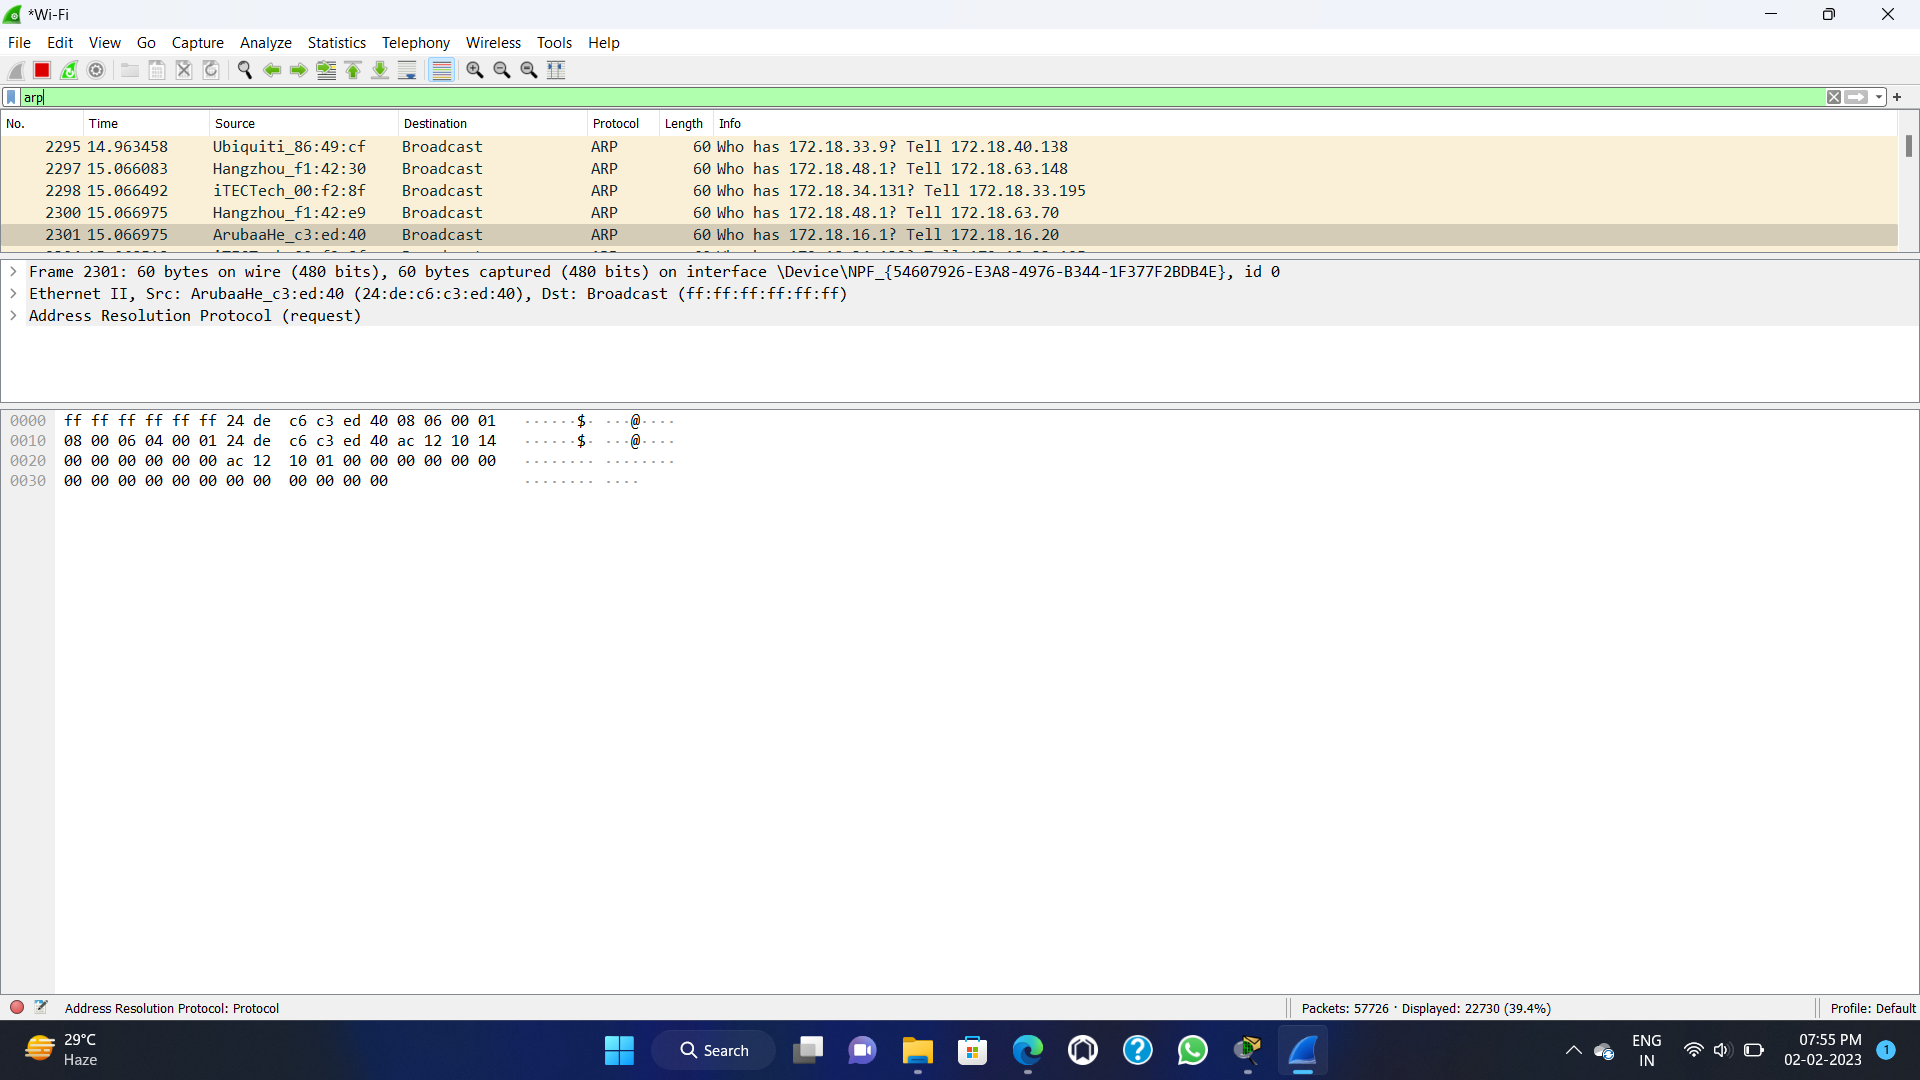 *Wi-Fi
File Edit View Go Capture Analyze Statistics Telephony Wireless Tools Help
arp
No. Time Source Destination Protocol Length Info
2295 14.963458 Ubiquiti_86:49:cf Broadcast ARP 60 Who has 172.18.33.9? Tell 172.18.40.138
2297 15.066083 Hangzhou_f1:42:30 Broadcast ARP 60 Who has 172.18.48.1? Tell 172.18.63.148
2298 15.066492 iTECTech_00:f2:8f Broadcast ARP 60 Who has 172.18.34.131? Tell 172.18.33.195
2300 15.066975 Hangzhou_f1:42:e9 Broadcast ARP 60 Who has 172.18.48.1? Tell 172.18.63.70
2301 15.066975 ArubaaHe_c3:ed:40 Broadcast ARP 60 Who has 172.18.16.1? Tell 172.18.16.20
> Frame 2301: 60 bytes on wire (480 bits), 60 bytes captured (480 bits) on interface \Device\NPF_{54607926-E3A8-4976-B344-1F377F2BDB4E}, id 0
> Ethernet II, Src: ArubaaHe_c3:ed:40 (24:de:c6:c3:ed:40), Dst: Broadcast (ff:ff:ff:ff:ff:ff)
> Address Resolution Protocol (request)
0000 ff ff ff ff ff ff 24 de c6 c3 ed 40 08 06 00 01 ······$· ···@····
0010 08 00 06 04 00 01 24 de c6 c3 ed 40 ac 12 10 14 ······$· ···@····
0020 00 00 00 00 00 00 ac 12 10 01 00 00 00 00 00 00 ········ ········
0030 00 00 00 00 00 00 00 00 00 00 00 00 ········ ····
Address Resolution Protocol: Protocol Packets: 57726 · Displayed: 22730 (39.4%) Profile: Default
29°C
Haze
Search
ENG
IN
07:55 PM
02-02-2023
1